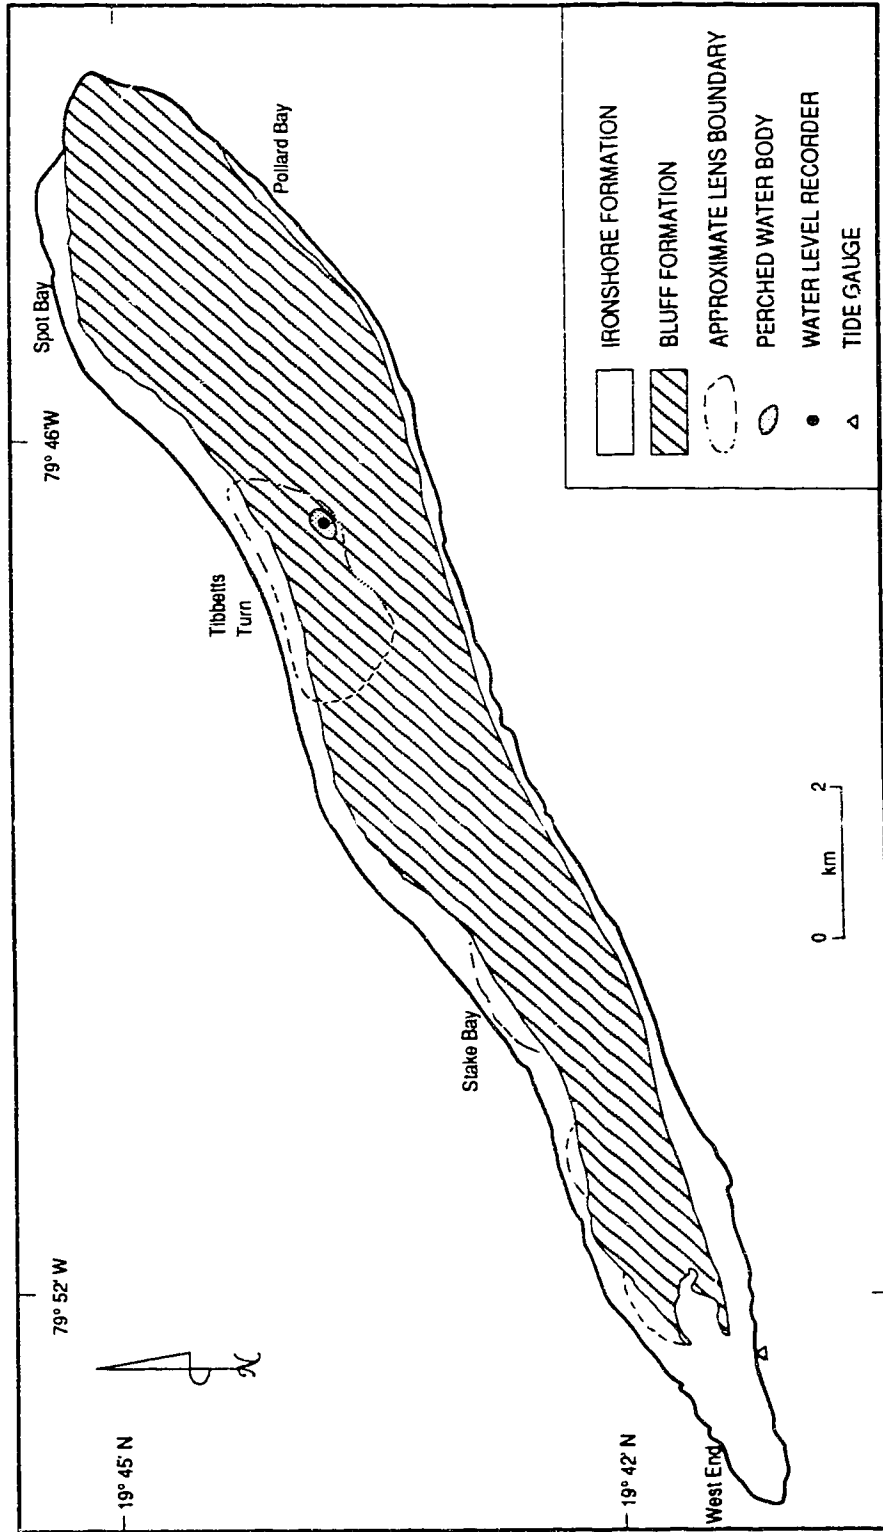 19° 45' N
19° 42' N
79° 52' W
79° 46' W
N
West End
Stake Bay
Tibbetts
Turn
Spot Bay
Pollard Bay
0
km
2
IRONSHORE FORMATION
BLUFF FORMATION
APPROXIMATE LENS BOUNDARY
PERCHED WATER BODY
WATER LEVEL RECORDER
TIDE GAUGE